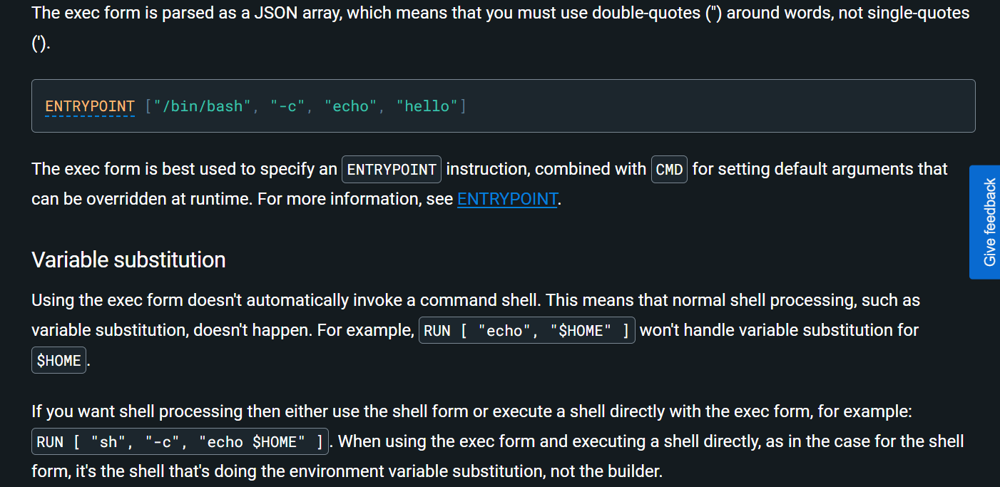 The exec form is parsed as a JSON array, which means that you must use double-quotes (") around words, not single-quotes
(').
ENTRYPOINT ["/bin/bash", "-c", "echo", "hello"]
The exec form is best used to specify an ENTRYPOINT instruction, combined with CMD for setting default arguments that
can be overridden at runtime. For more information, see ENTRYPOINT.
Give feedback
Variable substitution
Using the exec form doesn't automatically invoke a command shell. This means that normal shell processing, such as
variable substitution, doesn't happen. For example, RUN [ "echo", "$HOME" ] won't handle variable substitution for
$HOME.
If you want shell processing then either use the shell form or execute a shell directly with the exec form, for example:
RUN [ "sh", "-c", "echo $HOME" ]. When using the exec form and executing a shell directly, as in the case for the shell
form, it's the shell that's doing the environment variable substitution, not the builder.